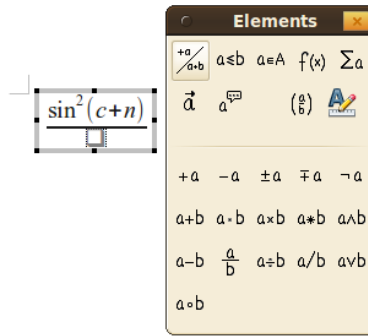 Elements
sin²(c+n)
+a/a+b a≤b a∈A f(x) Σa
a⃗ a (a/b) A
+a −a ±a ∓a ¬a
a+b a·b a×b a∗b a∧b
a−b a/b a÷b a/b a∨b
a∘b